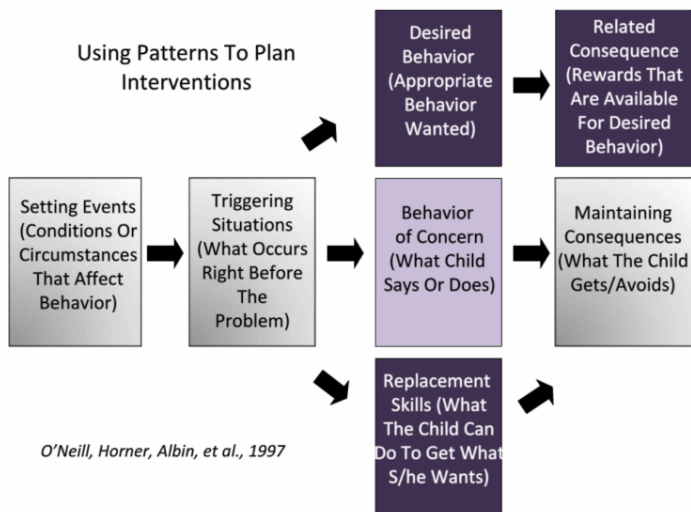 Using Patterns To Plan
Interventions
Desired
Behavior
(Appropriate
Behavior
Wanted)
Related
Consequence
(Rewards That
Are Available
For Desired
Behavior)
Setting Events
(Conditions Or
Circumstances
That Affect
Behavior)
Triggering
Situations
(What Occurs
Right Before
The
Problem)
Behavior
of Concern
(What Child
Says Or Does)
Maintaining
Consequences
(What The Child
Gets/Avoids)
Replacement
Skills (What
The Child Can
Do To Get What
S/he Wants)
O'Neill, Horner, Albin, et al., 1997